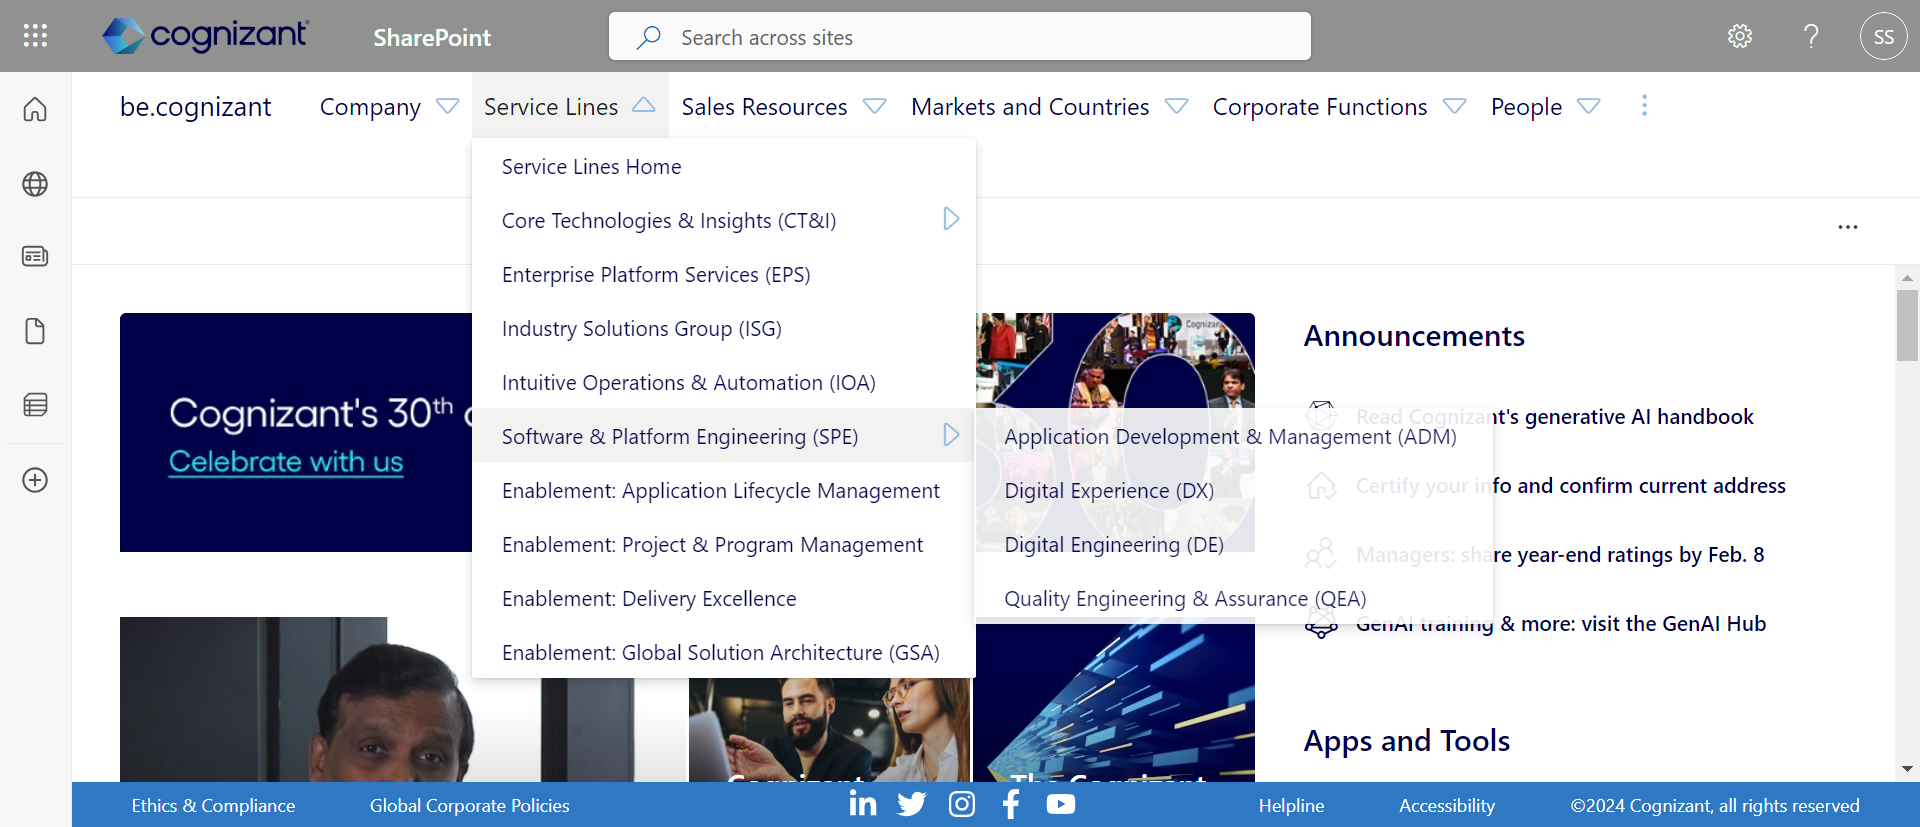 cognizant
SharePoint
Search across sites
SS
be.cognizant
Company
Service Lines
Sales Resources
Markets and Countries
Corporate Functions
People
Service Lines Home
Core Technologies & Insights (CT&I)
Enterprise Platform Services (EPS)
Industry Solutions Group (ISG)
Intuitive Operations & Automation (IOA)
Software & Platform Engineering (SPE)
Enablement: Application Lifecycle Management
Enablement: Project & Program Management
Enablement: Delivery Excellence
Enablement: Global Solution Architecture (GSA)
Application Development & Management (ADM)
Digital Experience (DX)
Digital Engineering (DE)
Quality Engineering & Assurance (QEA)
Cognizant's 30th
Celebrate with us
Cognizant
Announcements
Read Cognizant's generative AI handbook
Certify your info and confirm current address
Managers: share year-end ratings by Feb. 8
GenAI training & more: visit the GenAI Hub
Apps and Tools
Cognizant
The Cognizant
Ethics & Compliance
Global Corporate Policies
Helpline
Accessibility
©2024 Cognizant, all rights reserved